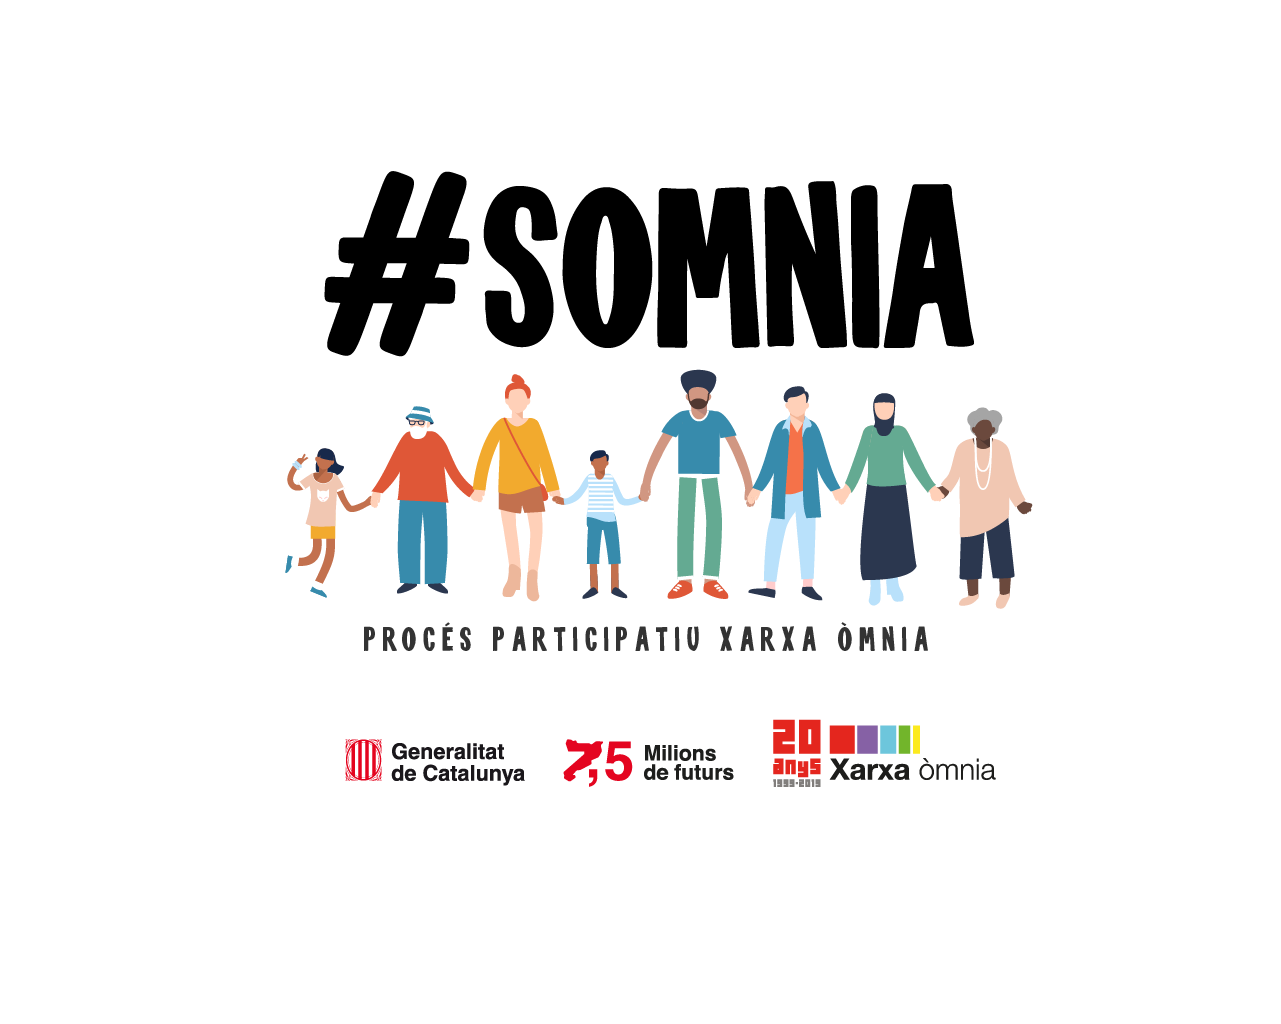 #SOMNIA
PROCÉS PARTICIPATIU XARXA ÒMNIA
Generalitat
de Catalunya
7,5 Milions
de futurs
20
anys
1999-2019
Xarxa òmnia